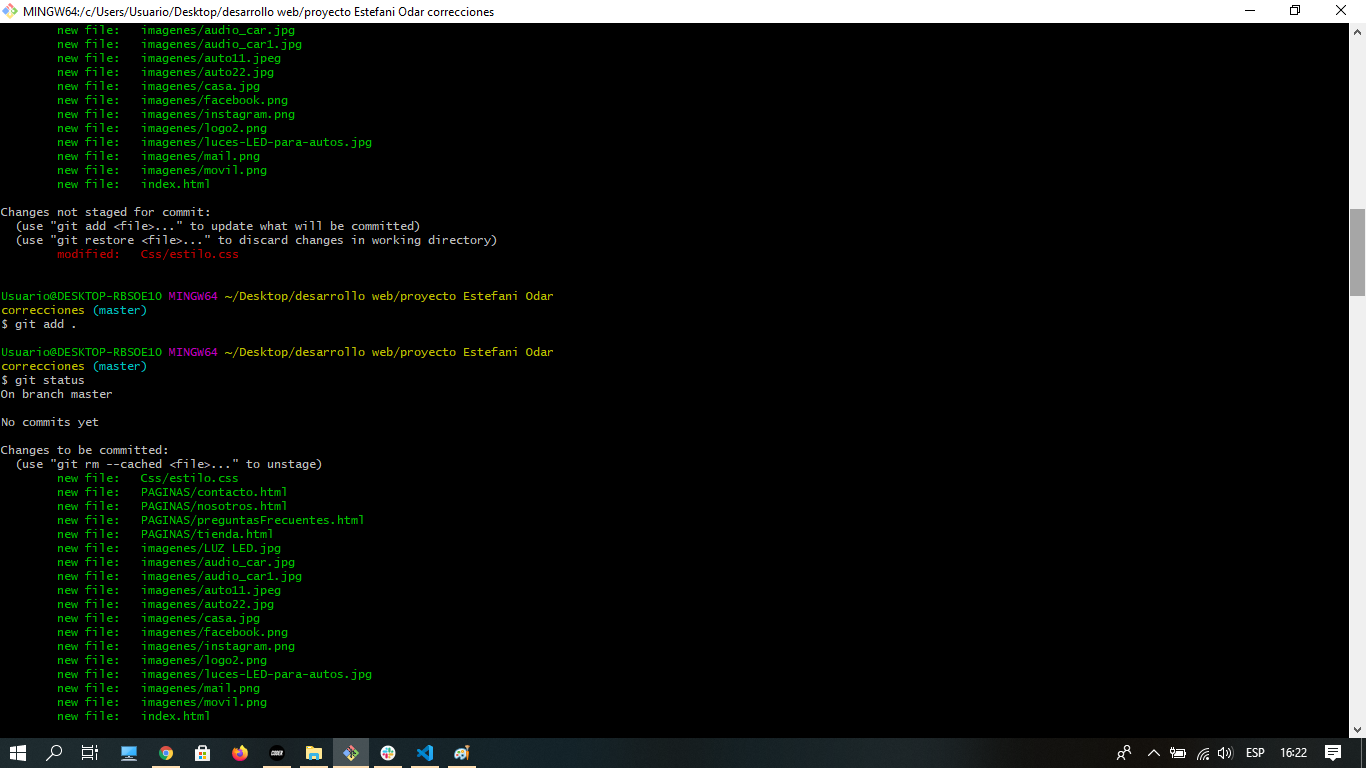 MINGW64:/c/Users/Usuario/Desktop/desarrollo web/proyecto Estefani Odar correcciones
new file:   imagenes/audio_car.jpg
new file:   imagenes/audio_car1.jpg
new file:   imagenes/auto11.jpeg
new file:   imagenes/auto22.jpg
new file:   imagenes/casa.jpg
new file:   imagenes/facebook.png
new file:   imagenes/instagram.png
new file:   imagenes/logo2.png
new file:   imagenes/luces-LED-para-autos.jpg
new file:   imagenes/mail.png
new file:   imagenes/movil.png
new file:   index.html
Changes not staged for commit:
(use "git add <file>..." to update what will be committed)
(use "git restore <file>..." to discard changes in working directory)
modified:   Css/estilo.css
Usuario@DESKTOP-RBSOE1O MINGW64 ~/Desktop/desarrollo web/proyecto Estefani Odar
correcciones (master)
$ git add .
Usuario@DESKTOP-RBSOE1O MINGW64 ~/Desktop/desarrollo web/proyecto Estefani Odar
correcciones (master)
$ git status
On branch master
No commits yet
Changes to be committed:
(use "git rm --cached <file>..." to unstage)
new file:   Css/estilo.css
new file:   PAGINAS/contacto.html
new file:   PAGINAS/nosotros.html
new file:   PAGINAS/preguntasFrecuentes.html
new file:   PAGINAS/tienda.html
new file:   imagenes/LUZ LED.jpg
new file:   imagenes/audio_car.jpg
new file:   imagenes/audio_car1.jpg
new file:   imagenes/auto11.jpeg
new file:   imagenes/auto22.jpg
new file:   imagenes/casa.jpg
new file:   imagenes/facebook.png
new file:   imagenes/instagram.png
new file:   imagenes/logo2.png
new file:   imagenes/luces-LED-para-autos.jpg
new file:   imagenes/mail.png
new file:   imagenes/movil.png
new file:   index.html
CODER
ESP
16:22